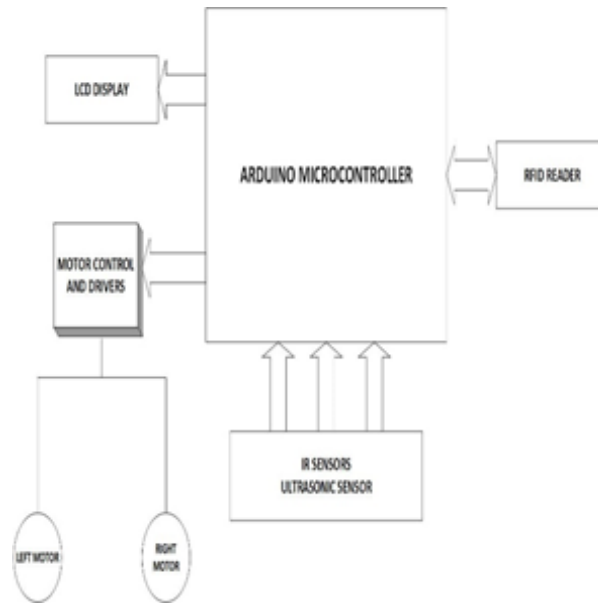 LCD DISPLAY
ARDUINO MICROCONTROLLER
RFID READER
MOTOR CONTROL
AND DRIVERS
IR SENSORS
ULTRASONIC SENSOR
LEFT MOTOR
RIGHT
MOTOR